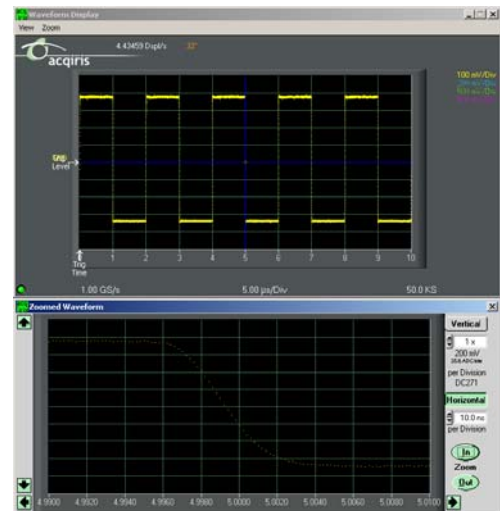 Waveform Display
View Zoom
4.43459 Displ/s
acqiris
100 mV/Div
Level
Trig
Time
1 2 3 4 5 6 7 8 9 10
1.00 GS/s 5.00 µs/Div 50.0 KS
Zoomed Waveform
Vertical
1 x
200 mV
per Division
DC271
Horizontal
10.0 ns
per Division
In
Zoom
Out
4.9900 4.9920 4.9940 4.9960 4.9980 5.0000 5.0020 5.0040 5.0060 5.0080 5.0100